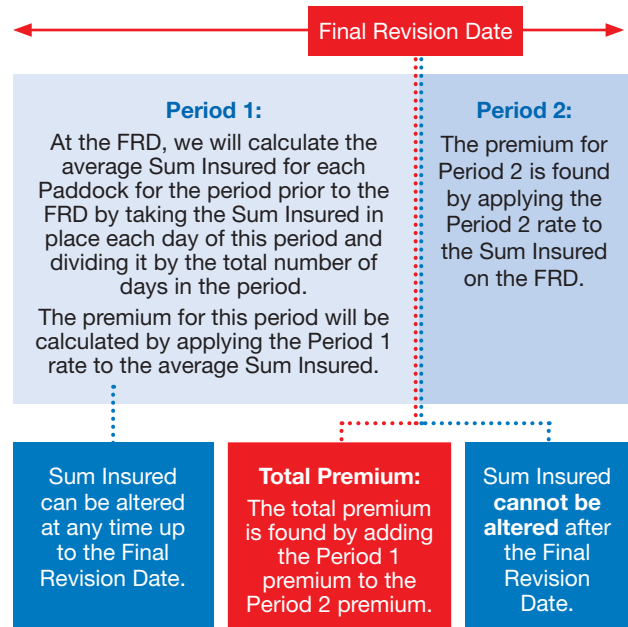 Final Revision Date
Period 1:
At the FRD, we will calculate the
average Sum Insured for each
Paddock for the period prior to the
FRD by taking the Sum Insured in
place each day of this period and
dividing it by the total number of
days in the period.
The premium for this period will be
calculated by applying the Period 1
rate to the average Sum Insured.
Period 2:
The premium for
Period 2 is found
by applying the
Period 2 rate to
the Sum Insured
on the FRD.
Sum Insured
can be altered
at any time up
to the Final
Revision Date.
Total Premium:
The total premium
is found by adding
the Period 1
premium to the
Period 2 premium.
Sum Insured
cannot be
altered after
the Final
Revision
Date.